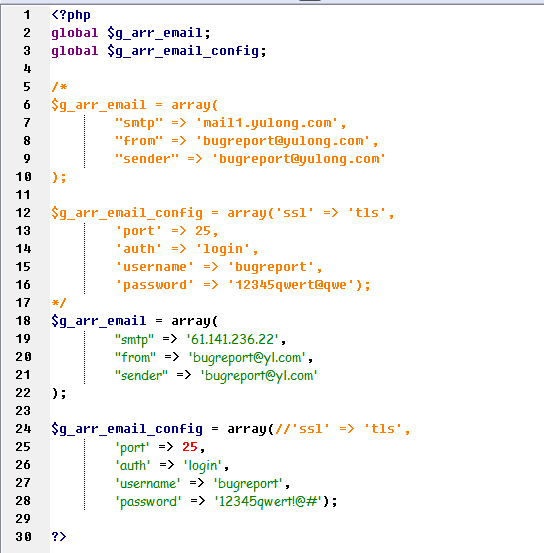 1 <?php
2 global $g_arr_email;
3 global $g_arr_email_config;
4
5 /*
6 $g_arr_email = array(
7 "smtp" => 'mail1.yulong.com',
8 "from" => 'bugreport@yulong.com',
9 "sender" => 'bugreport@yulong.com'
10 );
11
12 $g_arr_email_config = array('ssl' => 'tls',
13 'port' => 25,
14 'auth' => 'login',
15 'username' => 'bugreport',
16 'password' => '12345qwert@qwe');
17 */
18 $g_arr_email = array(
19 "smtp" => '61.141.236.22',
20 "from" => 'bugreport@yl.com',
21 "sender" => 'bugreport@yl.com'
22 );
23
24 $g_arr_email_config = array(//'ssl' => 'tls',
25 'port' => 25,
26 'auth' => 'login',
27 'username' => 'bugreport',
28 'password' => '12345qwert!@#');
29
30 ?>